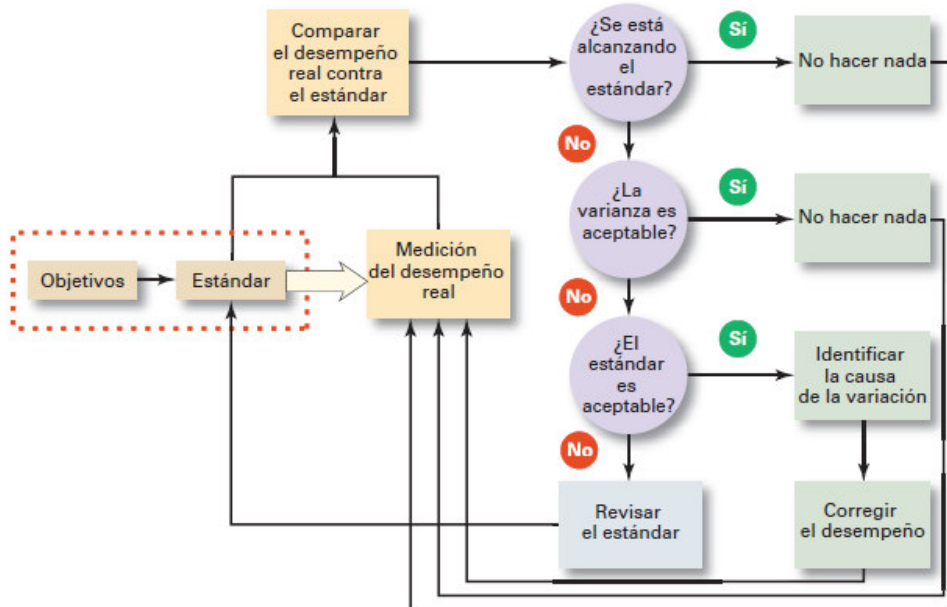 Comparar
el desempeño
real contra
el estándar
¿Se está
alcanzando
el
estándar?
Sí
No hacer nada
No
¿La
varianza es
aceptable?
Sí
No hacer nada
Objetivos
Estándar
Medición
del desempeño
real
No
¿El
estándar
es
aceptable?
Sí
Identificar
la causa
de la variación
No
Revisar
el estándar
Corregir
el desempeño